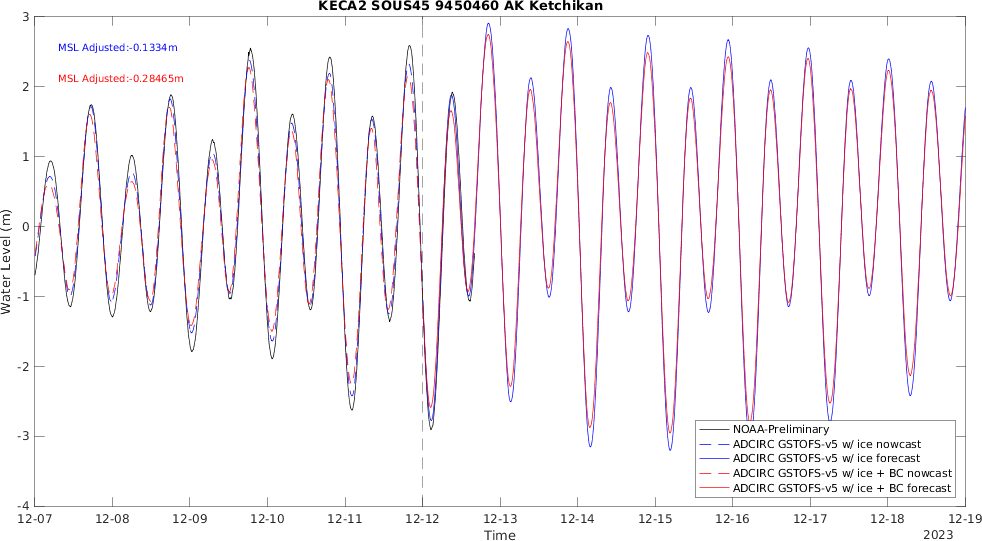 KECA2 SOUS45 9450460 AK Ketchikan
MSL Adjusted:-0.1334m
MSL Adjusted:-0.28465m
Water Level (m)
3
2
1
0
-1
-2
-3
-4
NOAA-Preliminary
ADCIRC GSTOFS-v5 w/ ice nowcast
ADCIRC GSTOFS-v5 w/ ice forecast
ADCIRC GSTOFS-v5 w/ ice + BC nowcast
ADCIRC GSTOFS-v5 w/ ice + BC forecast
12-07 12-08 12-09 12-10 12-11 12-12 12-13 12-14 12-15 12-16 12-17 12-18 12-19
Time
2023